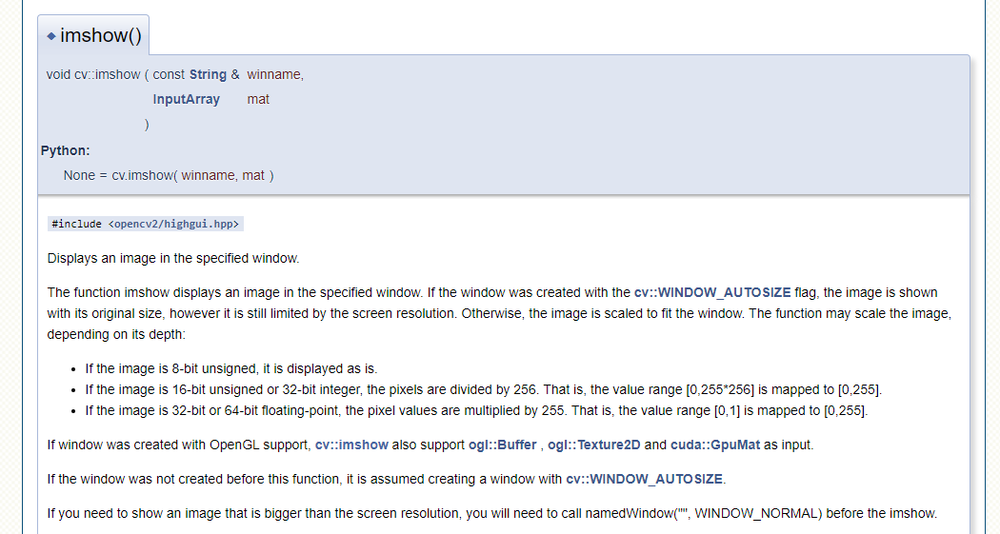 ◆ imshow()
void cv::imshow ( const String & winname,
InputArray mat
)
Python:
None = cv.imshow( winname, mat )
#include <opencv2/highgui.hpp>
Displays an image in the specified window.
The function imshow displays an image in the specified window. If the window was created with the cv::WINDOW_AUTOSIZE flag, the image is shown
with its original size, however it is still limited by the screen resolution. Otherwise, the image is scaled to fit the window. The function may scale the image,
depending on its depth:
• If the image is 8-bit unsigned, it is displayed as is.
• If the image is 16-bit unsigned or 32-bit integer, the pixels are divided by 256. That is, the value range [0,255*256] is mapped to [0,255].
• If the image is 32-bit or 64-bit floating-point, the pixel values are multiplied by 255. That is, the value range [0,1] is mapped to [0,255].
If window was created with OpenGL support, cv::imshow also support ogl::Buffer , ogl::Texture2D and cuda::GpuMat as input.
If the window was not created before this function, it is assumed creating a window with cv::WINDOW_AUTOSIZE.
If you need to show an image that is bigger than the screen resolution, you will need to call namedWindow("", WINDOW_NORMAL) before the imshow.